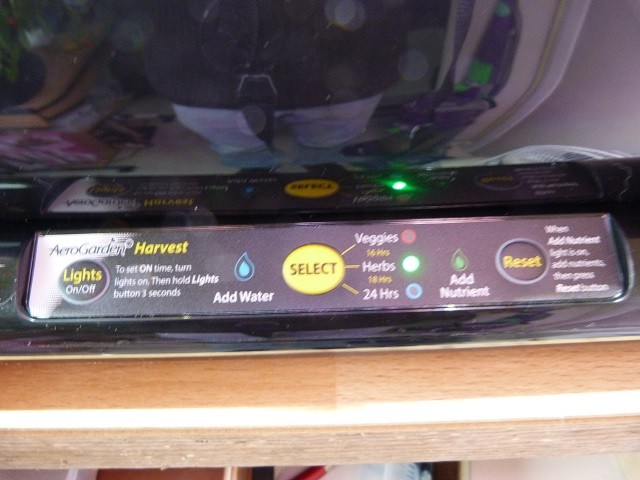 AeroGarden Harvest
Lights
On/Off
To set ON time, turn
lights on. Then hold Lights
button 3 seconds
Add Water
SELECT
Veggies
16 Hrs
Herbs
18 Hrs
24 Hrs
Add
Nutrient
Reset
When
Add Nutrient
light is on,
add nutrients,
then press
Reset button